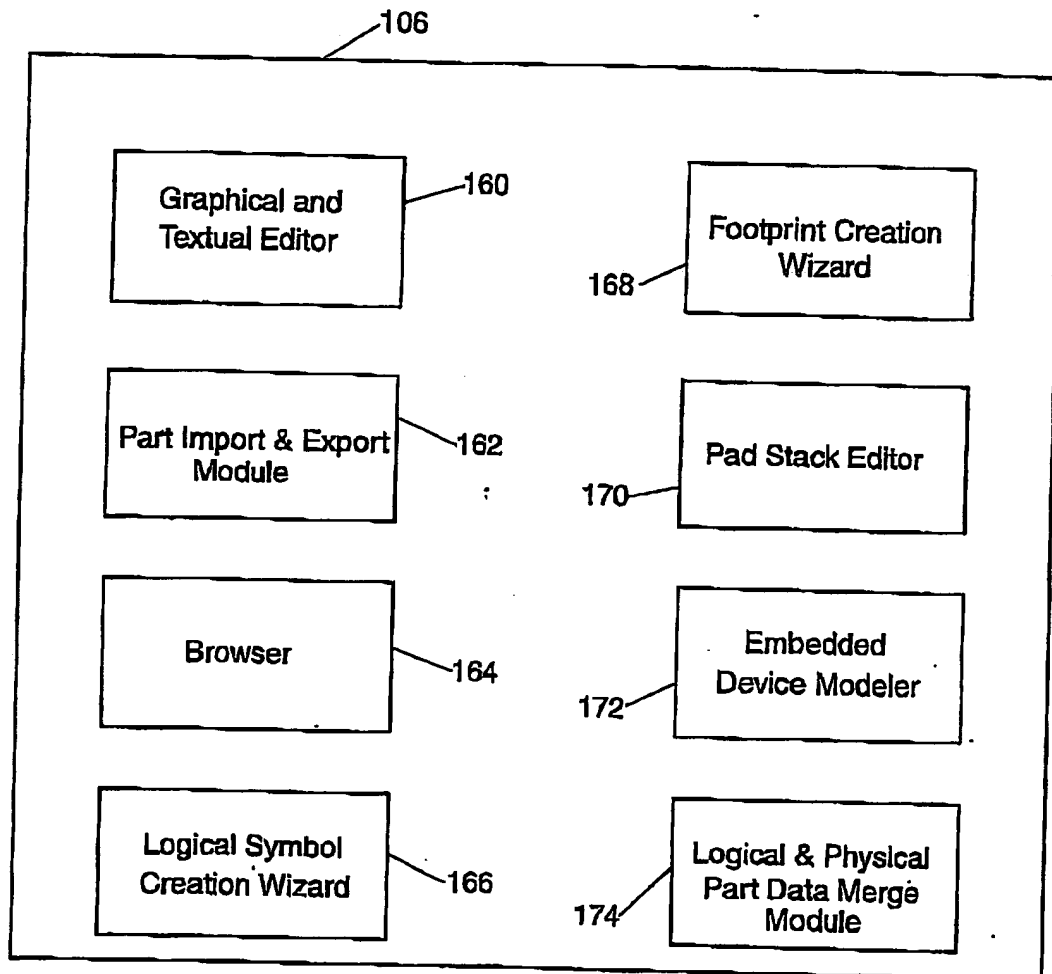 106
Graphical and
Textual Editor
160
Footprint Creation
Wizard
168
Part Import & Export
Module
162
Pad Stack Editor
170
Browser
164
Embedded
Device Modeler
172
Logical Symbol
Creation Wizard
166
Logical & Physical
Part Data Merge
Module
174